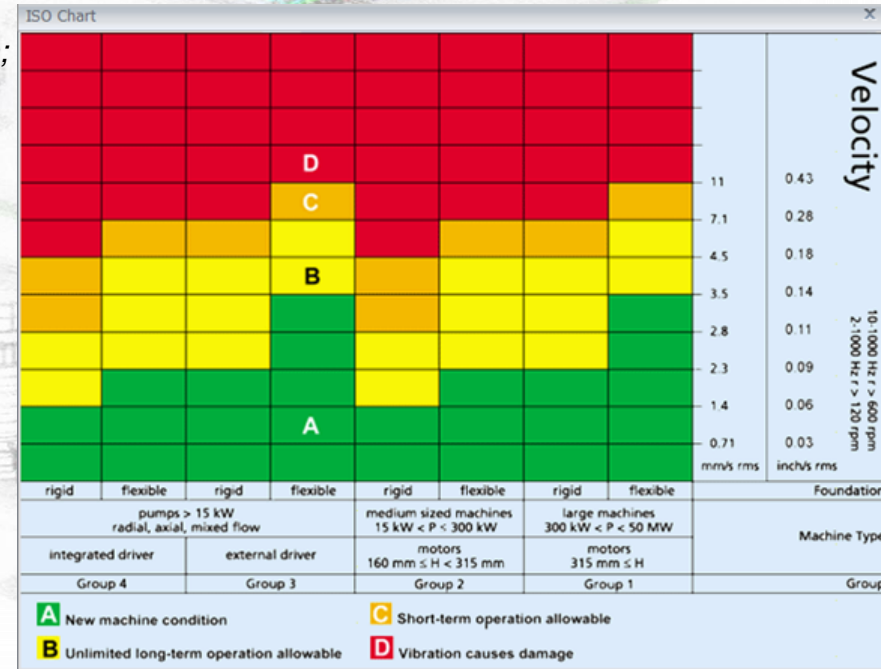 ISO Chart x
;
D
C
B
A
11 0.43
7.1 0.28
4.5 0.18
3.5 0.14
2.8 0.11
2.3 0.09
1.4 0.06
0.71 0.03
mm/s rms inch/s rms
Velocity
10-1000 Hz r > 600 rpm
2-1000 Hz r > 120 rpm
rigid flexible rigid flexible rigid flexible rigid flexible Foundation
pumps > 15 kW
radial, axial, mixed flow
medium sized machines
15 kW < P ≤ 300 kW
large machines
300 kW < P < 50 MW
Machine Type
integrated driver external driver
motors
160 mm ≤ H < 315 mm
motors
315 mm ≤ H
Group 4 Group 3 Group 2 Group 1 Group
A New machine condition
C Short-term operation allowable
B Unlimited long-term operation allowable
D Vibration causes damage